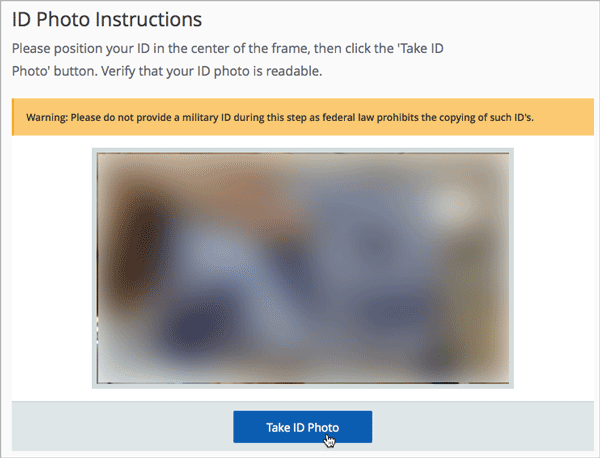 ID Photo Instructions
Please position your ID in the center of the frame, then click the 'Take ID
Photo' button. Verify that your ID photo is readable.
Warning: Please do not provide a military ID during this step as federal law prohibits the copying of such ID's.
Take ID Photo